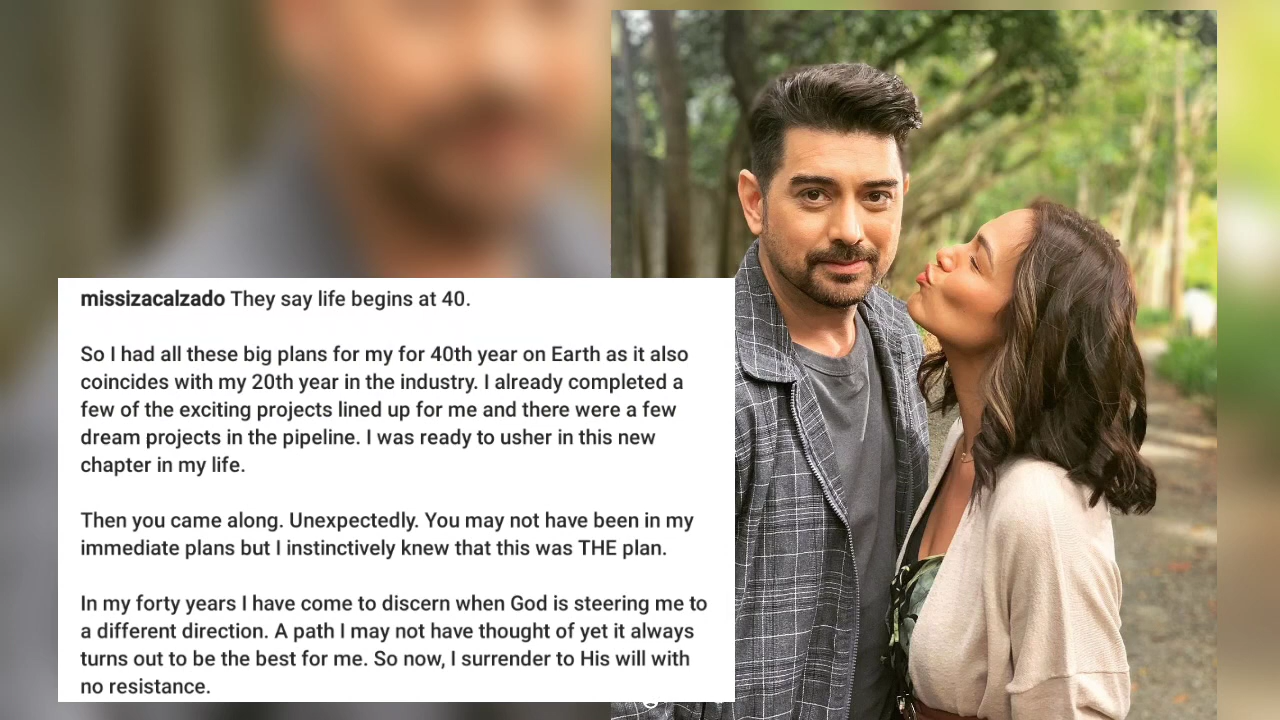 missizacalzado They say life begins at 40.
So I had all these big plans for my for 40th year on Earth as it also
coincides with my 20th year in the industry. I already completed a
few of the exciting projects lined up for me and there were a few
dream projects in the pipeline. I was ready to usher in this new
chapter in my life.
Then you came along. Unexpectedly. You may not have been in my
immediate plans but I instinctively knew that this was THE plan.
In my forty years I have come to discern when God is steering me to
a different direction. A path I may not have thought of yet it always
turns out to be the best for me. So now, I surrender to His will with
no resistance.